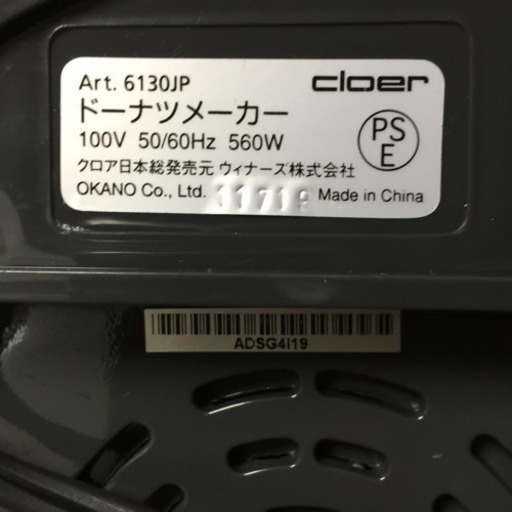 Art. 6130JP
cloer
ドーナツメーカー
100V 50/60Hz 560W
PS
E
クロア日本総発売元 ウィナーズ株式会社
OKANO Co., Ltd. 11719 Made in China
ADSG4I19